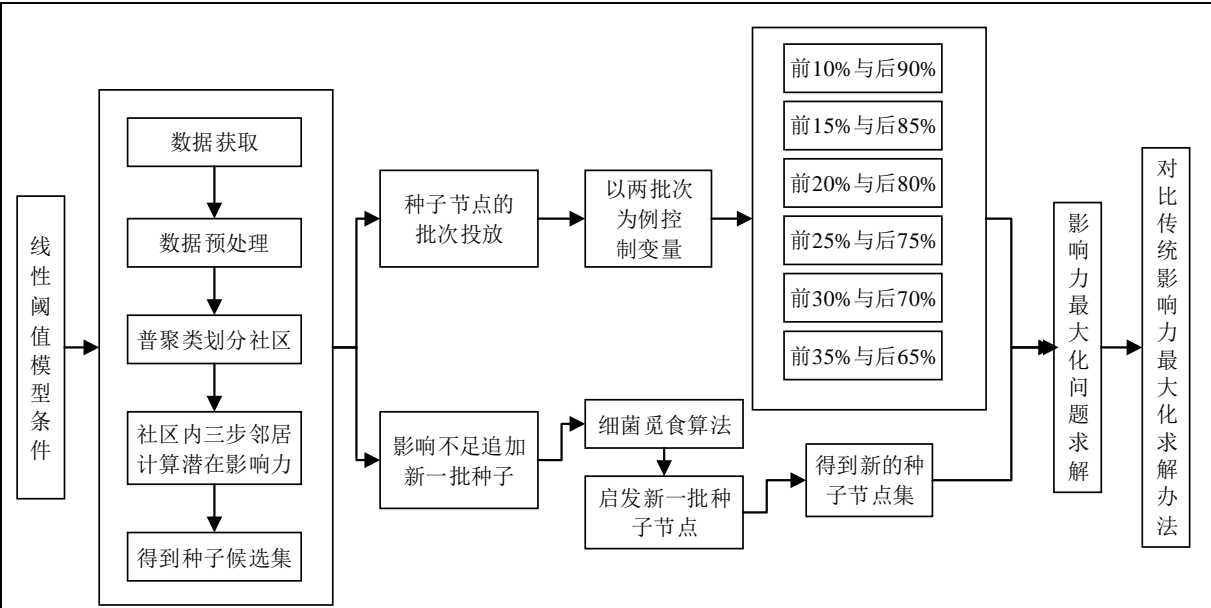 线性阈值模型条件
数据获取
数据预处理
普聚类划分社区
社区内三步邻居
计算潜在影响力
得到种子候选集
种子节点的
批次投放
以两批次
为例控
制变量
前10%与后90%
前15%与后85%
前20%与后80%
前25%与后75%
前30%与后70%
前35%与后65%
影响不足追加
新一批种子
细菌觅食算法
启发新一批种
子节点
得到新的种
子节点集
影响力最大化问题求解
对比传统影响力最大化求解办法